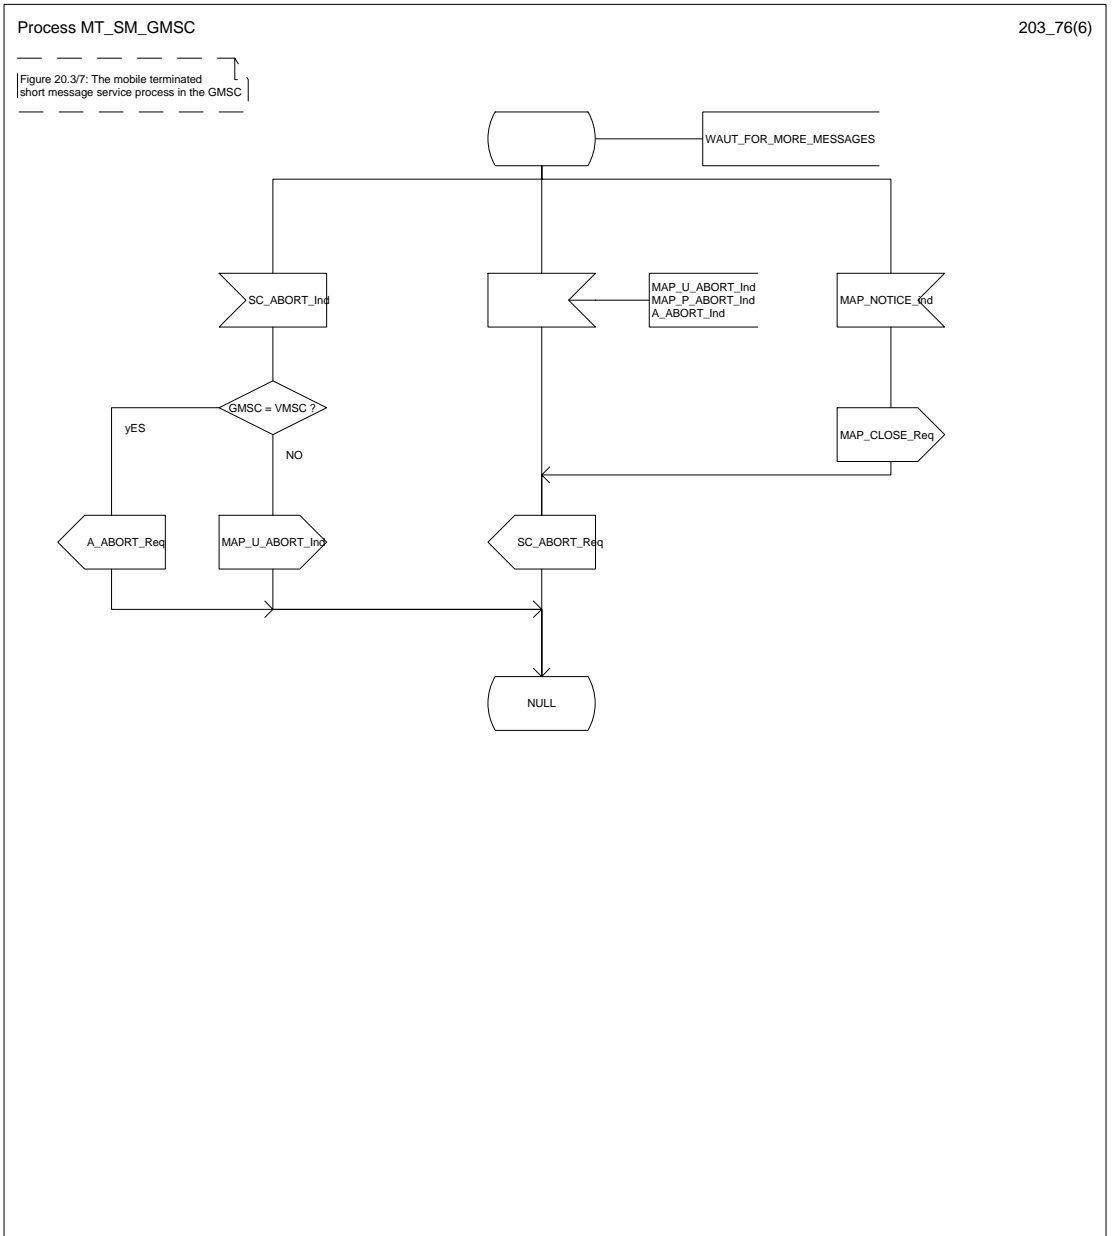 Process MT_SM_GMSC
203_76(6)
Figure 20.3/7: The mobile terminated
short message service process in the GMSC
WAUT_FOR_MORE_MESSAGES
SC_ABORT_Ind
MAP_U_ABORT_Ind
MAP_P_ABORT_Ind
A_ABORT_Ind
MAP_NOTICE_Ind
GMSC = VMSC ?
yES
NO
MAP_CLOSE_Req
A_ABORT_Req
MAP_U_ABORT_Ind
SC_ABORT_Req
NULL